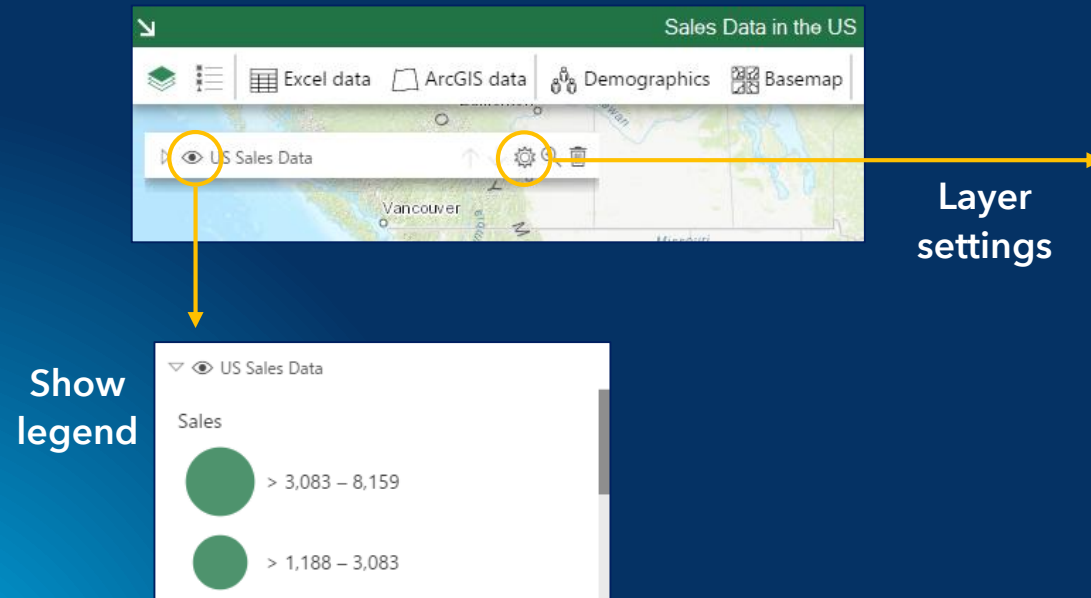 Sales Data in the US
Excel data ArcGIS data Demographics Basemap
US Sales Data
Vancouver
Layer
settings
Show
legend
US Sales Data
Sales
> 3,083 – 8,159
> 1,188 – 3,083